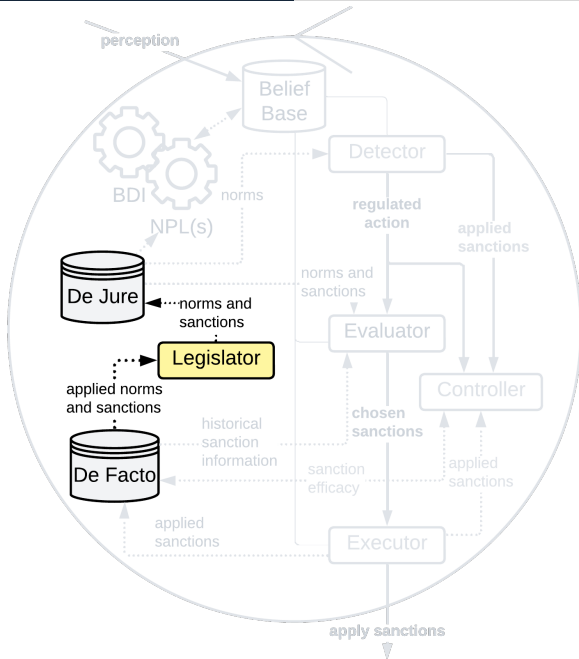 perception
Belief
Base
Detector
BDI
NPL(s)
norms
regulated
action
applied
sanctions
De Jure
norms and
sanctions
norms and
sanctions
Evaluator
Legislator
Controller
applied norms
and sanctions
chosen
sanctions
historical
sanction
information
De Facto
sanction
efficacy
applied
sanctions
applied
sanctions
Executor
apply sanctions